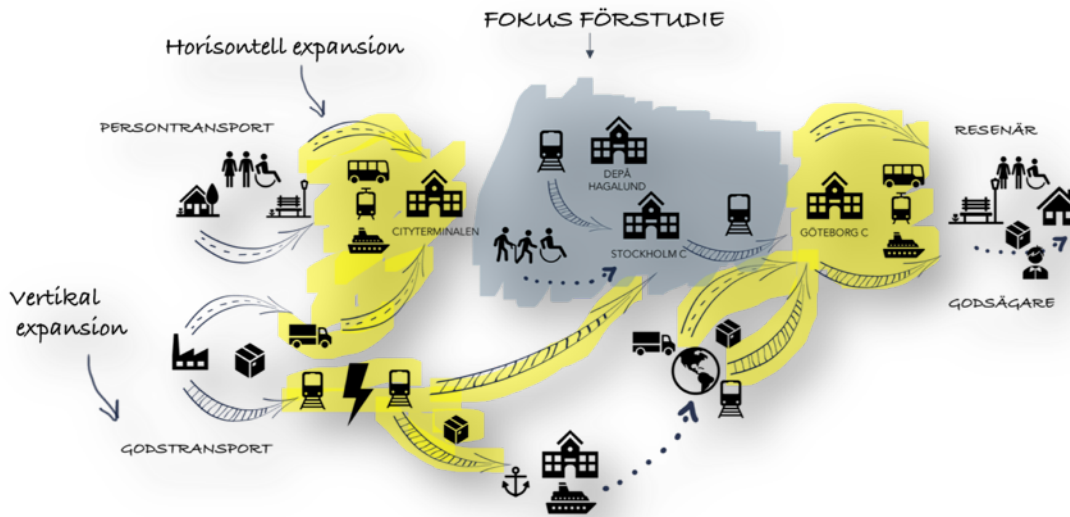 FOKUS FÖRSTUDIE
Horisontell expansion
PERSONTRANSPORT
RESENÄR
DEPÅ
HAGALUND
CITYTERMINALEN
STOCKHOLM C
GÖTEBORG C
Vertikal
expansion
GODSÄGARE
GODSTRANSPORT